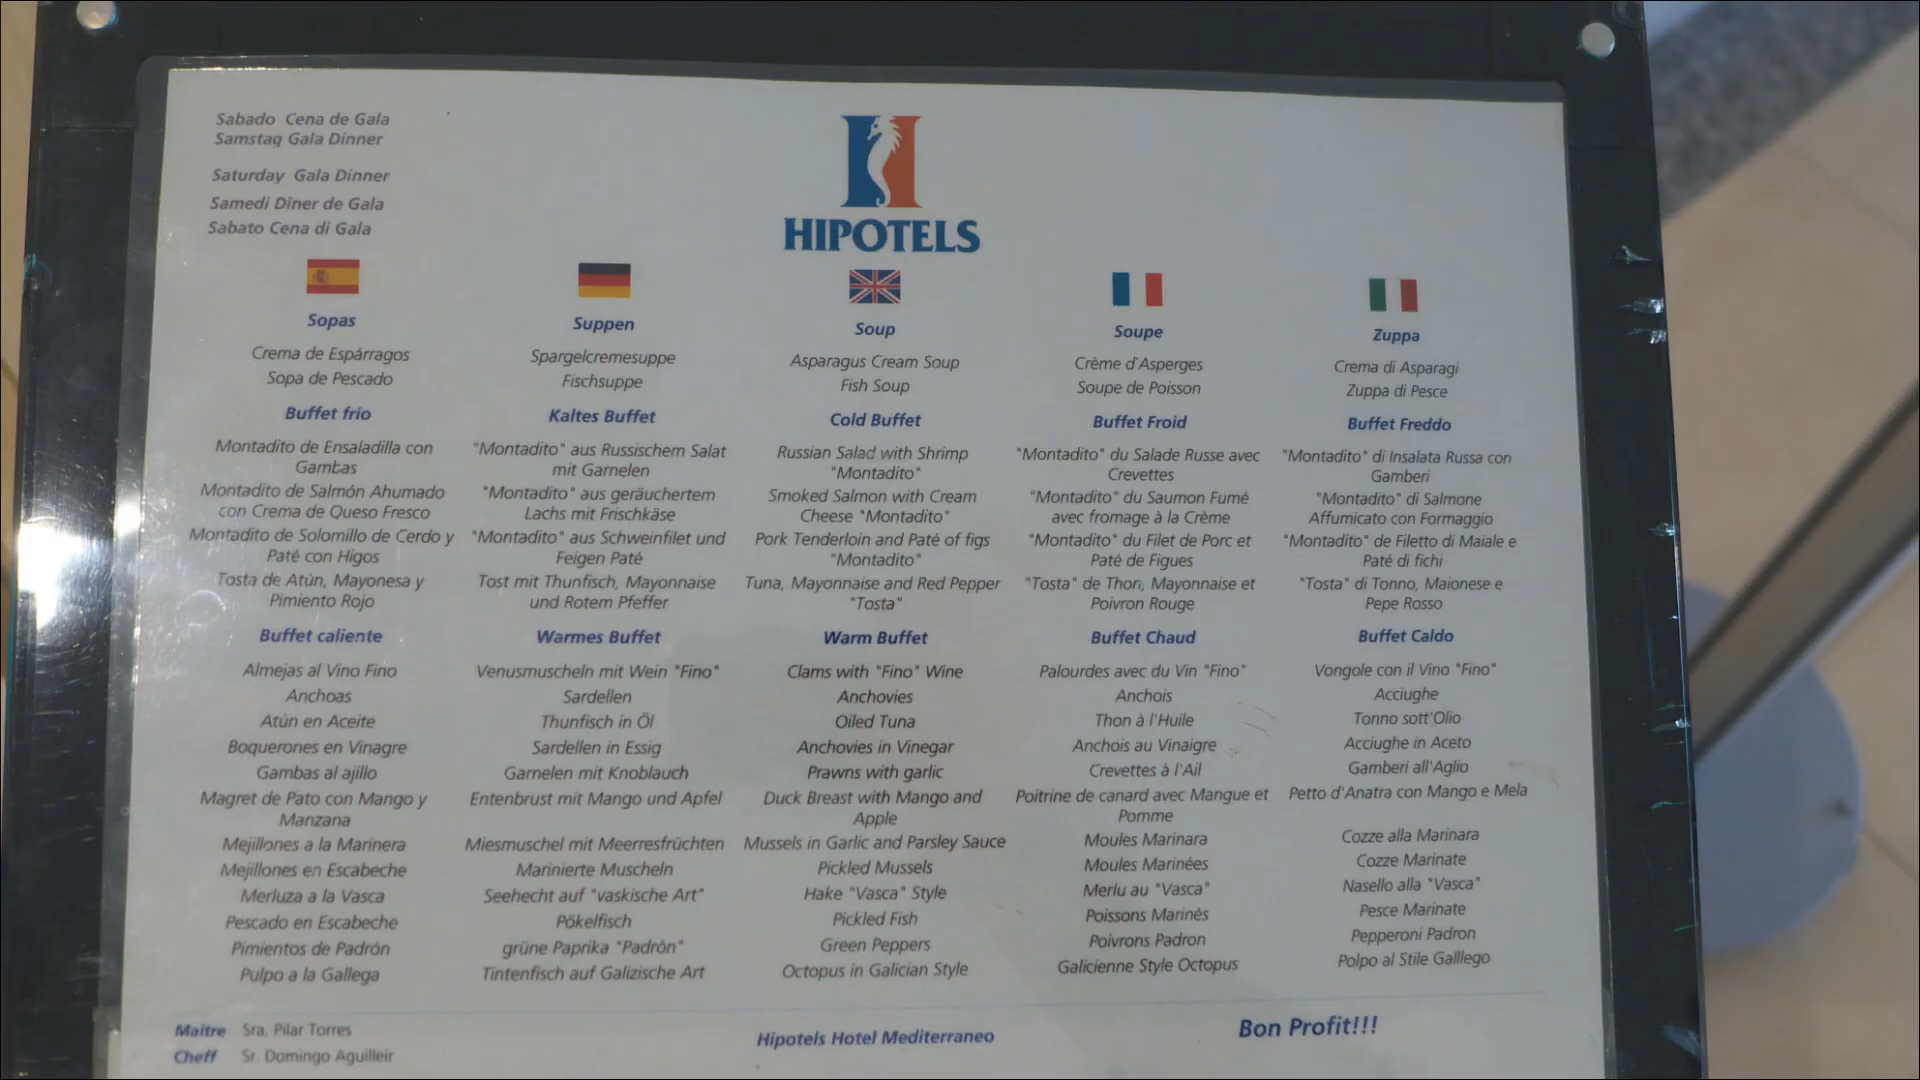 Sabado Cena de Gala
Samstag Gala Dinner
Saturday Gala Dinner
Samedi Dîner de Gala
Sabato Cena di Gala
HIPOTELS
Sopas
Crema de Espárragos
Sopa de Pescado
Buffet frio
Montadito de Ensaladilla con
Gambas
Montadito de Salmón Ahumado
con Crema de Queso Fresco
Montadito de Solomillo de Cerdo y
Paté con Higos
Tosta de Atún, Mayonesa y
Pimiento Rojo
Buffet caliente
Almejas al Vino Fino
Anchoas
Atún en Aceite
Boquerones en Vinagre
Gambas al ajillo
Magret de Pato con Mango y
Manzana
Mejillones a la Marinera
Mejillones en Escabeche
Merluza a la Vasca
Pescado en Escabeche
Pimientos de Padrón
Pulpo a la Gallega
Suppen
Spargelcremesuppe
Fischsuppe
Kaltes Buffet
"Montadito" aus Russischem Salat
mit Garnelen
"Montadito" aus geräuchertem
Lachs mit Frischkäse
"Montadito" aus Schweinfilet und
Feigen Paté
Tost mit Thunfisch, Mayonnaise
und Rotem Pfeffer
Warmes Buffet
Venusmuscheln mit Wein "Fino"
Sardellen
Thunfisch in Öl
Sardellen in Essig
Garnelen mit Knoblauch
Entenbrust mit Mango und Apfel
Miesmuschel mit Meerresfrüchten
Marinierte Muscheln
Seehecht auf "vaskische Art"
Pökelfisch
grüne Paprika "Padrón"
Tintenfisch auf Galizische Art
Soup
Asparagus Cream Soup
Fish Soup
Cold Buffet
Russian Salad with Shrimp
"Montadito"
Smoked Salmon with Cream
Cheese "Montadito"
Pork Tenderloin and Paté of figs
"Montadito"
Tuna, Mayonnaise and Red Pepper
"Tosta"
Warm Buffet
Clams with "Fino" Wine
Anchovies
Oiled Tuna
Anchovies in Vinegar
Prawns with garlic
Duck Breast with Mango and
Apple
Mussels in Garlic and Parsley Sauce
Pickled Mussels
Hake "Vasca" Style
Pickled Fish
Green Peppers
Octopus in Galician Style
Soupe
Crème d'Asperges
Soupe de Poisson
Buffet Froid
"Montadito" du Salade Russe avec
Crevettes
"Montadito" du Saumon Fumé
avec fromage à la Crème
"Montadito" du Filet de Porc et
Paté de Figues
"Tosta" de Thon, Mayonnaise et
Poivron Rouge
Buffet Chaud
Palourdes avec du Vin "Fino"
Anchois
Thon à l'Huile
Anchois au Vinaigre
Crevettes à l'Ail
Poitrine de canard avec Mangue et
Pomme
Moules Marinara
Moules Marinées
Merlu au "Vasca"
Poissons Marinés
Poivrons Padron
Galicienne Style Octopus
Zuppa
Crema di Asparagi
Zuppa di Pesce
Buffet Freddo
"Montadito" di Insalata Russa con
Gamberi
"Montadito" di Salmone
Affumicato con Formaggio
"Montadito" de Filetto di Maiale e
Paté di fichi
"Tosta" di Tonno, Maionese e
Pepe Rosso
Buffet Caldo
Vongole con il Vino "Fino"
Acciughe
Tonno sott'Olio
Acciughe in Aceto
Gamberi all'Aglio
Petto d'Anatra con Mango e Mela
Cozze alla Marinara
Cozze Marinate
Nasello alla "Vasca"
Pesce Marinate
Pepperoni Padron
Polpo al Stile Galllego
Maitre Sra. Pilar Torres
Cheff Sr. Domingo Aguilleir
Hipotels Hotel Mediterraneo
Bon Profit!!!